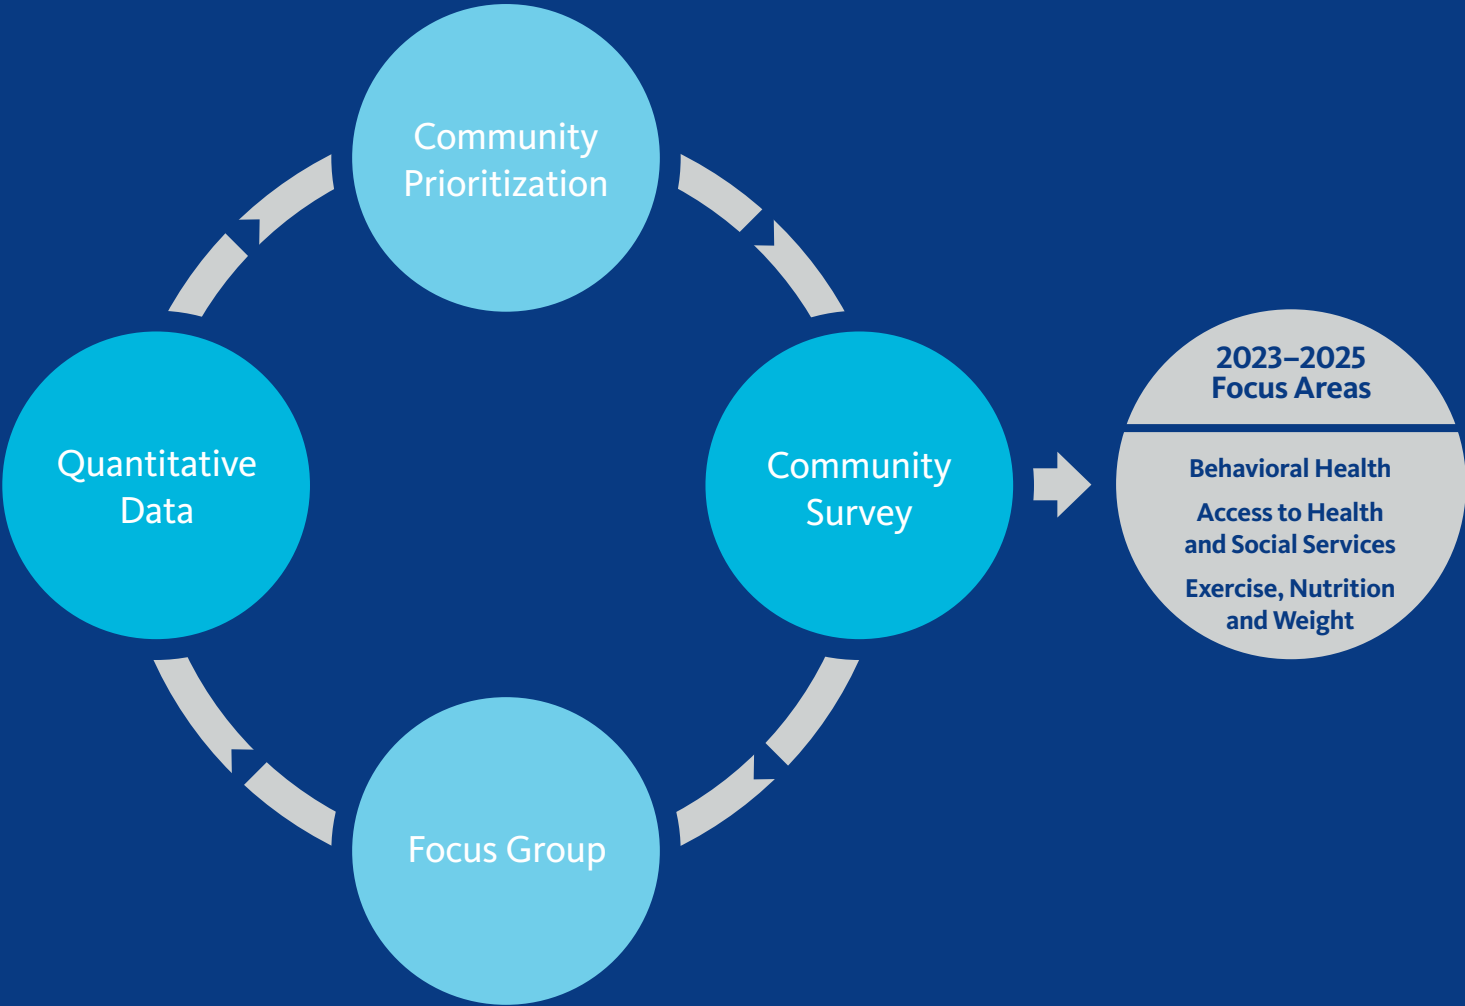 Community
Prioritization
Quantitative
Data
Community
Survey
Focus Group
2023–2025
Focus Areas
Behavioral Health
Access to Health
and Social Services
Exercise, Nutrition
and Weight